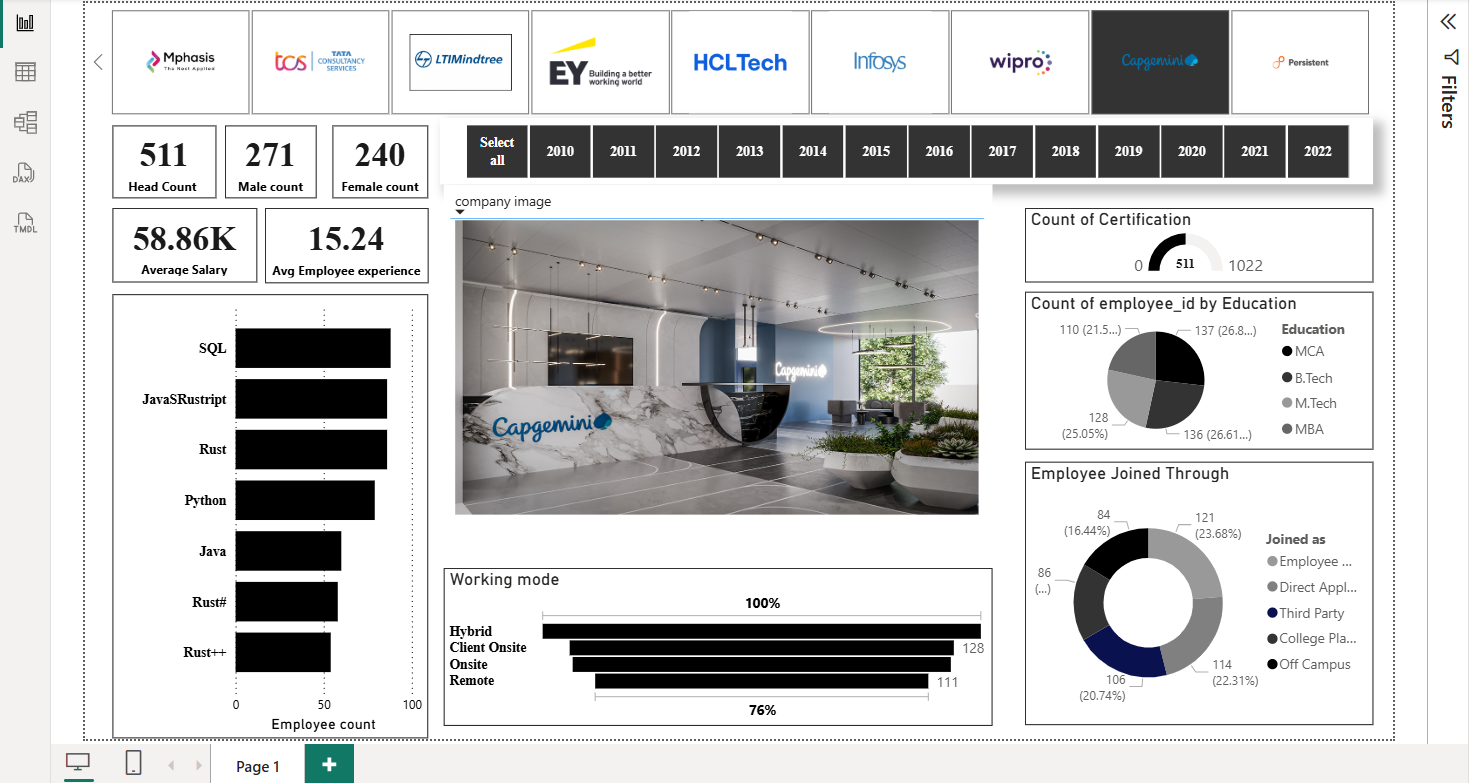 Mphasis
The Next Applied
tcs TATA
CONSULTANCY
SERVICES
LTIMindtree
EY Building a better
working world
HCLTech
Infosys
wipro
Capgemini
Persistent
Filters
511
Head Count
271
Male count
240
Female count
Select
all
2010
2011
2012
2013
2014
2015
2016
2017
2018
2019
2020
2021
2022
58.86K
Average Salary
15.24
Avg Employee experience
company image
Capgemini
Capgemini
Count of Certification
0
511
1022
Count of employee_id by Education
110 (21.5...)
137 (26.8...)
128
(25.05%)
136 (26.61...)
Education
MCA
B.Tech
M.Tech
MBA
SQL
JavaSRustript
Rust
Python
Java
Rust#
Rust++
0
50
100
Employee count
Working mode
100%
Hybrid
Client Onsite
128
Onsite
Remote
111
76%
Employee Joined Through
84
(16.44%)
121
(23.68%)
86
(...)
106
(20.74%)
114
(22.31%)
Joined as
Employee ...
Direct Appl...
Third Party
College Pla...
Off Campus
DAX
TMDL
Page 1